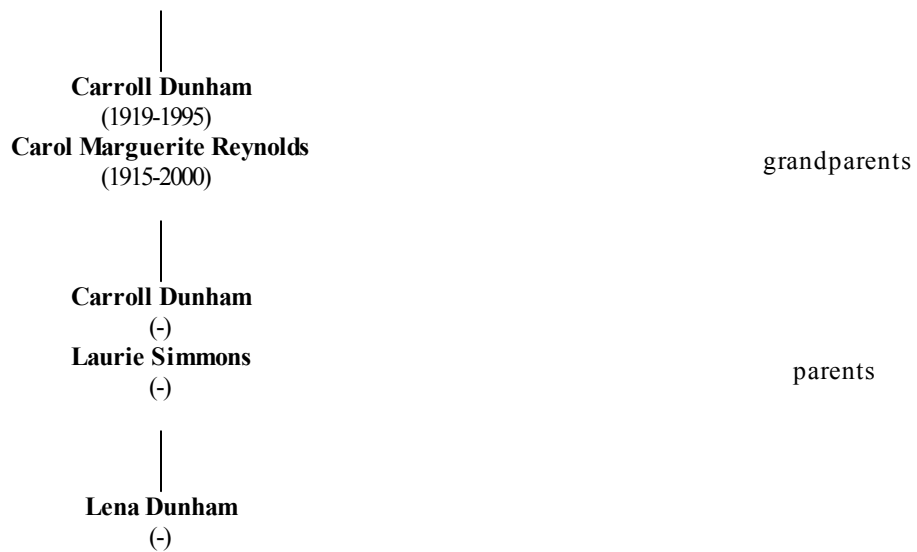 Carroll Dunham
(1919-1995)
Carol Marguerite Reynolds
(1915-2000)
grandparents
Carroll Dunham
(-)
Laurie Simmons
(-)
parents
Lena Dunham
(-)